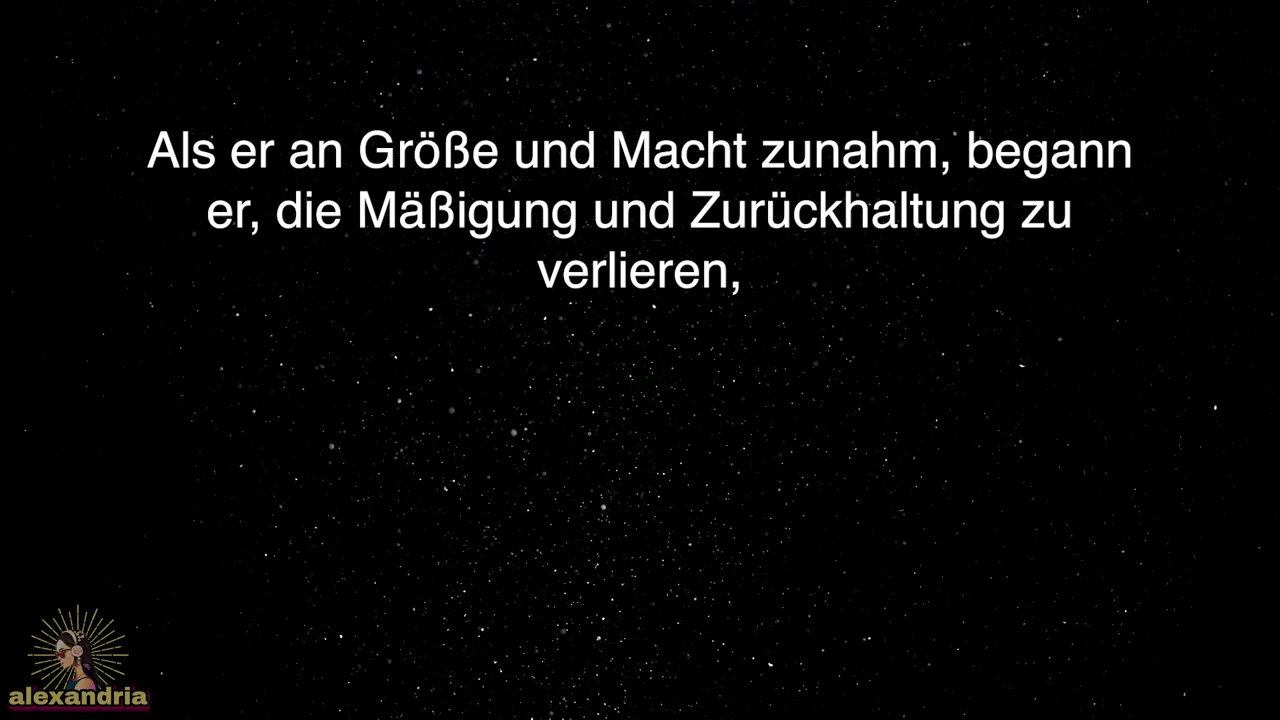 Als er an Größe und Macht zunahm, begann
er, die Mäßigung und Zurückhaltung zu
verlieren,
alexandria